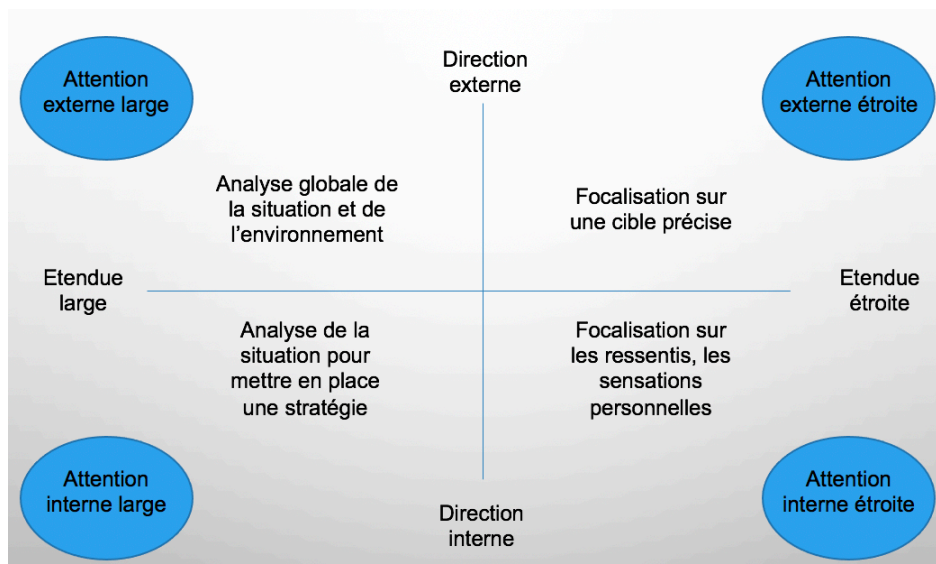 Attention
externe large
Direction
externe
Attention
externe étroite
Analyse globale de
la situation et de
l'environnement
Focalisation sur
une cible précise
Etendue
large
Etendue
étroite
Analyse de la
situation pour
mettre en place
une stratégie
Focalisation sur
les ressentis, les
sensations
personnelles
Attention
interne large
Direction
interne
Attention
interne étroite